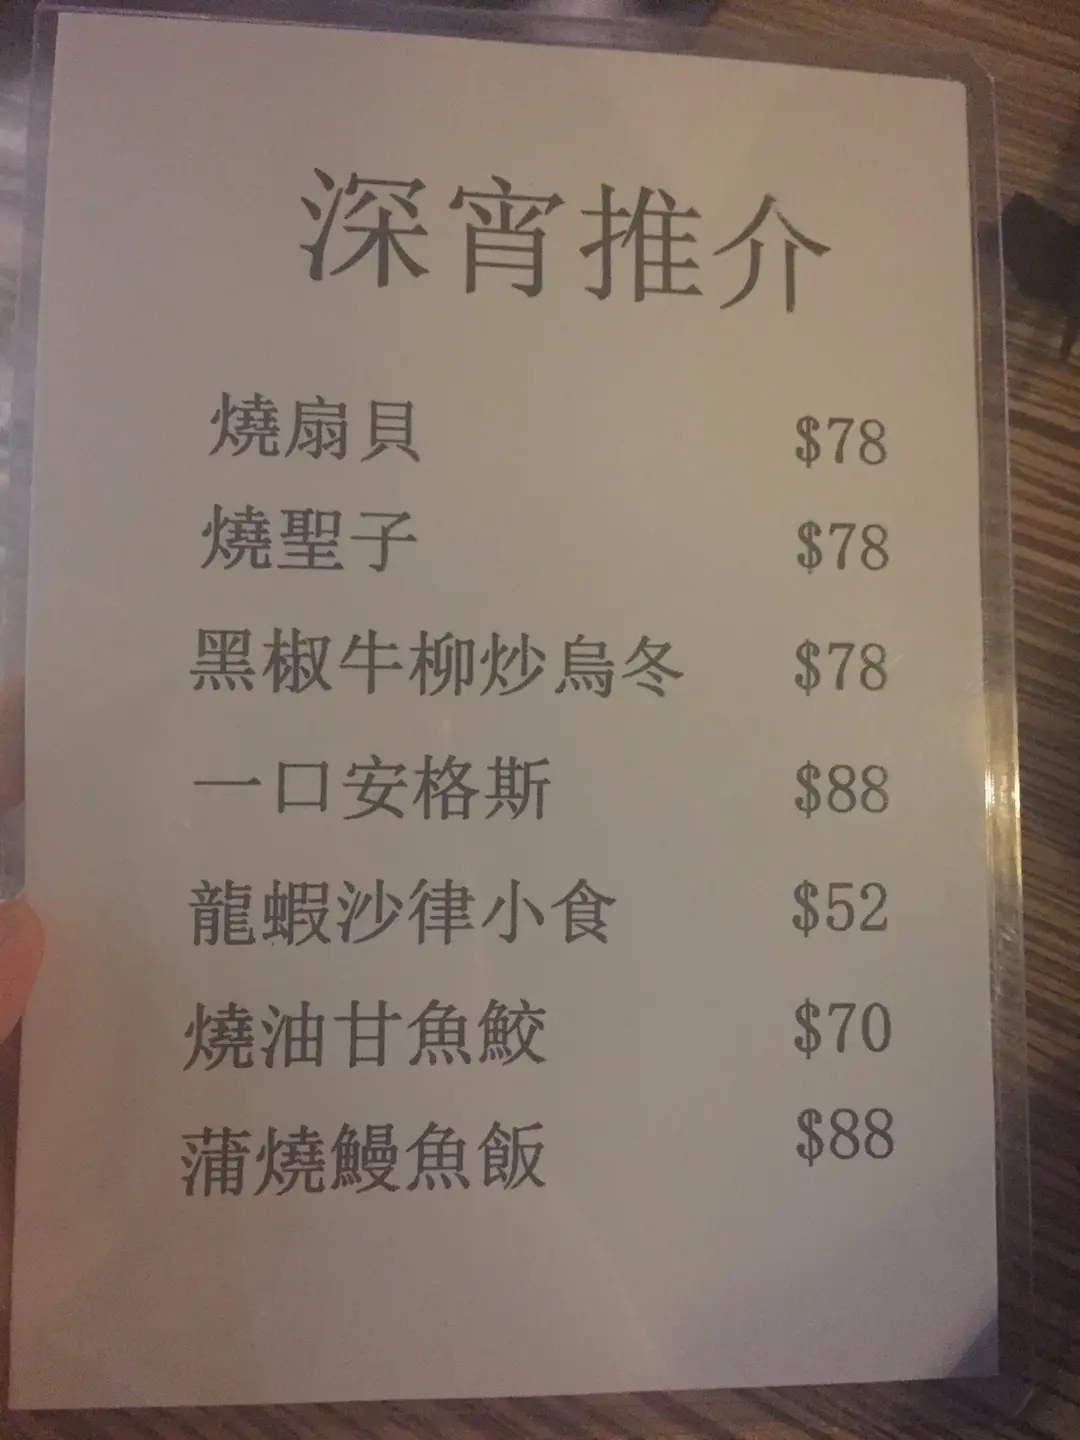 深宵推介
燒扇貝 $78
燒聖子 $78
黑椒牛柳炒烏冬 $78
一口安格斯 $88
龍蝦沙律小食 $52
燒油甘魚鮫 $70
蒲燒鰻魚飯 $88